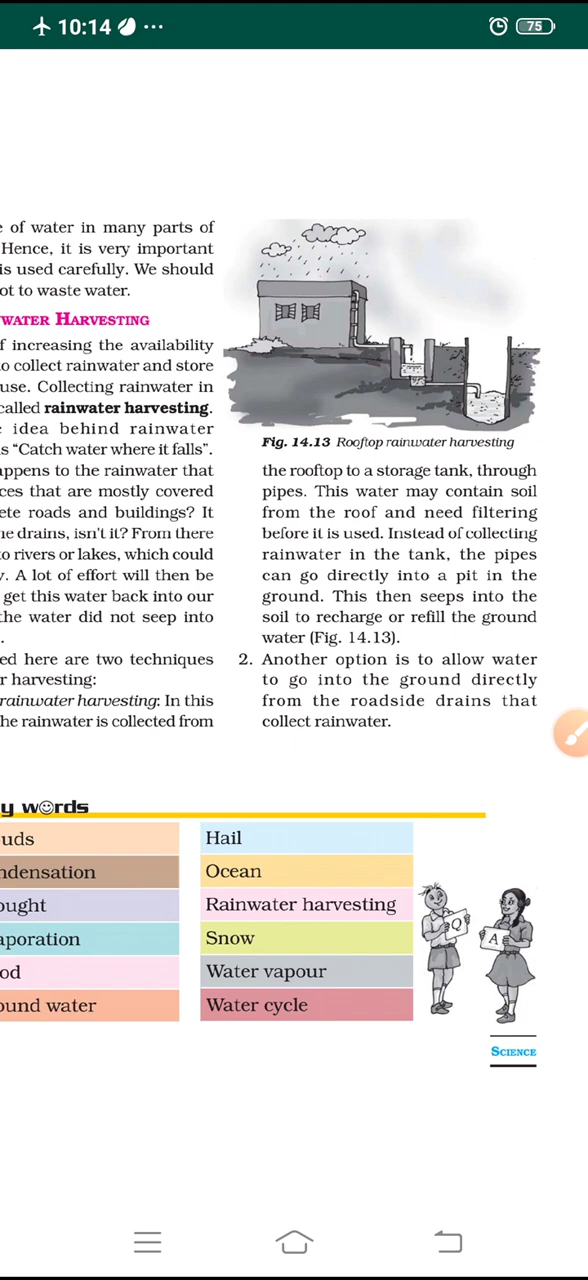 10:14
75
e of water in many parts of
Hence, it is very important
is used carefully. We should
ot to waste water.
WATER HARVESTING
f increasing the availability
o collect rainwater and store
use. Collecting rainwater in
called rainwater harvesting.
idea behind rainwater
s “Catch water where it falls”.
appens to the rainwater that
ces that are mostly covered
ete roads and buildings? It
he drains, isn't it? From there
to rivers or lakes, which could
y. A lot of effort will then be
get this water back into our
the water did not seep into
.
ed here are two techniques
r harvesting:
rainwater harvesting: In this
he rainwater is collected from
Fig. 14.13 Rooftop rainwater harvesting
the rooftop to a storage tank, through
pipes. This water may contain soil
from the roof and need filtering
before it is used. Instead of collecting
rainwater in the tank, the pipes
can go directly into a pit in the
ground. This then seeps into the
soil to recharge or refill the ground
water (Fig. 14.13).
2. Another option is to allow water
to go into the ground directly
from the roadside drains that
collect rainwater.
y words
uds
ndensation
ought
aporation
od
ound water
Hail
Ocean
Rainwater harvesting
Snow
Water vapour
Water cycle
Q
A
SCIENCE